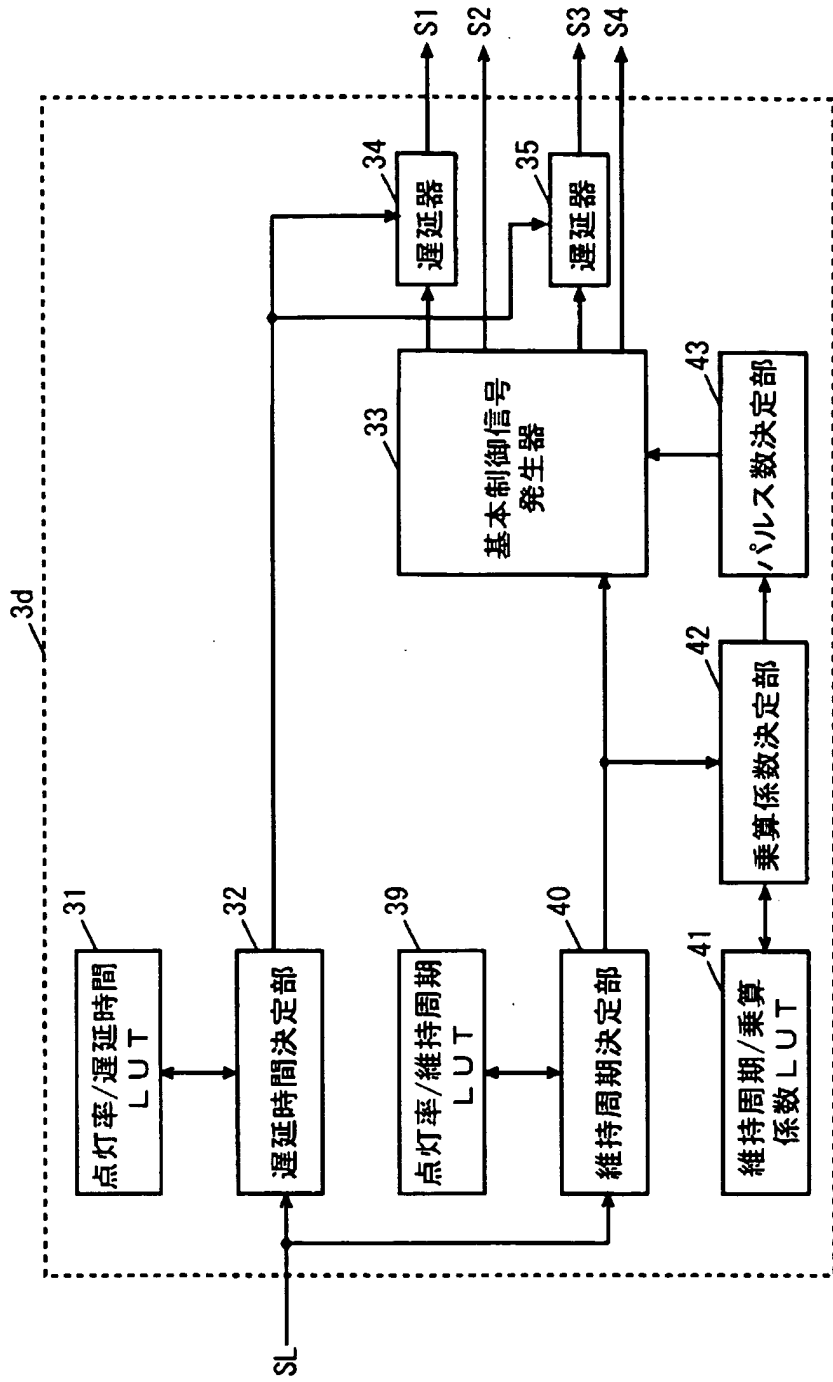 3d
SL
31
点灯率/遅延時間
LUT
32
遅延時間決定部
39
点灯率/維持周期
LUT
40
維持周期決定部
41
維持周期/乗算
係数LUT
42
乗算係数決定部
43
パルス数決定部
33
基本制御信号
発生器
34
遅延器
35
遅延器
S1
S2
S3
S4